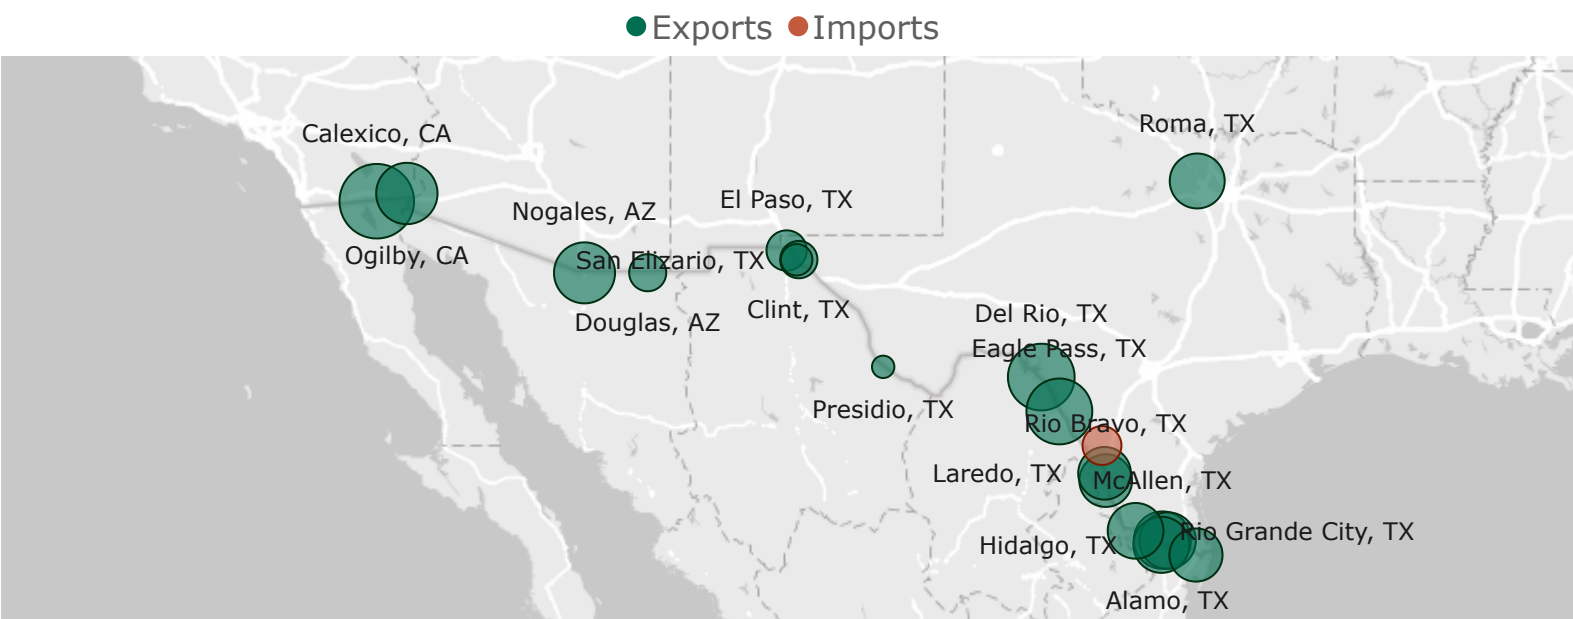 Exports Imports
Calexico, CA
Roma, TX
El Paso, TX
Nogales, AZ
Ogilby, CA
San Elizario, TX
Clint, TX
Del Rio, TX
Douglas, AZ
Eagle Pass, TX
Presidio, TX
Rio Bravo, TX
Laredo, TX
McAllen, TX
Rio Grande City, TX
Hidalgo, TX
Alamo, TX